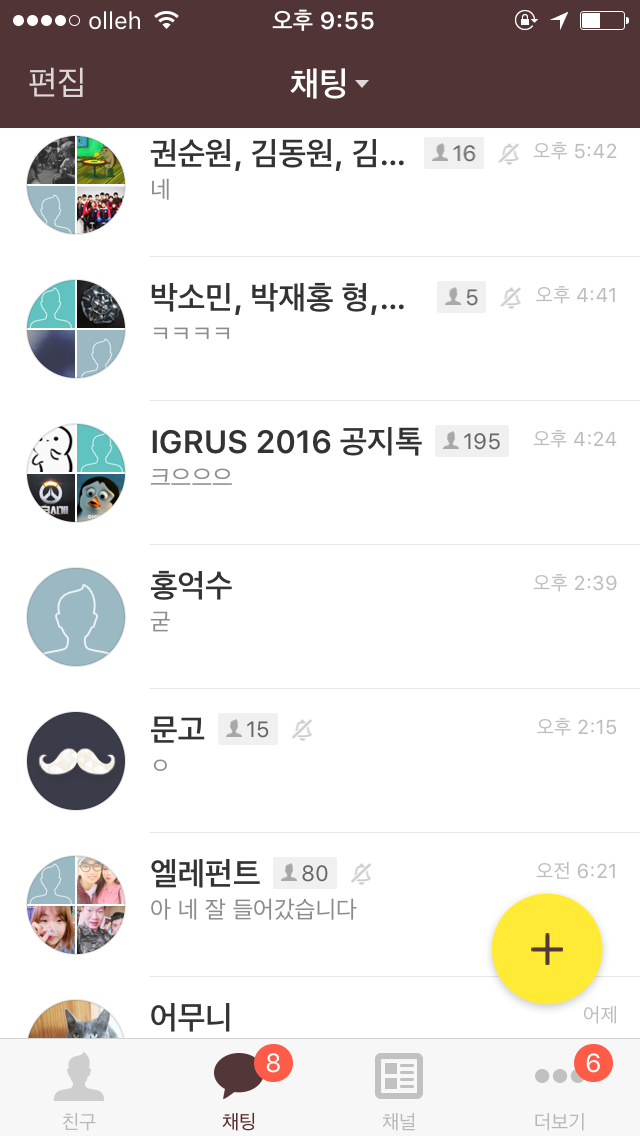 olleh 오후 9:55
편집 채팅
권순원, 김동원, 김... 16 오후 5:42
네
박소민, 박재홍 형,... 5 오후 4:41
ㅋㅋㅋㅋ
IGRUS 2016 공지톡 195 오후 4:24
크으으으
홍억수 오후 2:39
굳
문고 15 오후 2:15
ㅇ
엘레펀트 80 오전 6:21
아 네 잘 들어갔습니다
+
어무니 어제
8 6
친구 채팅 채널 더보기